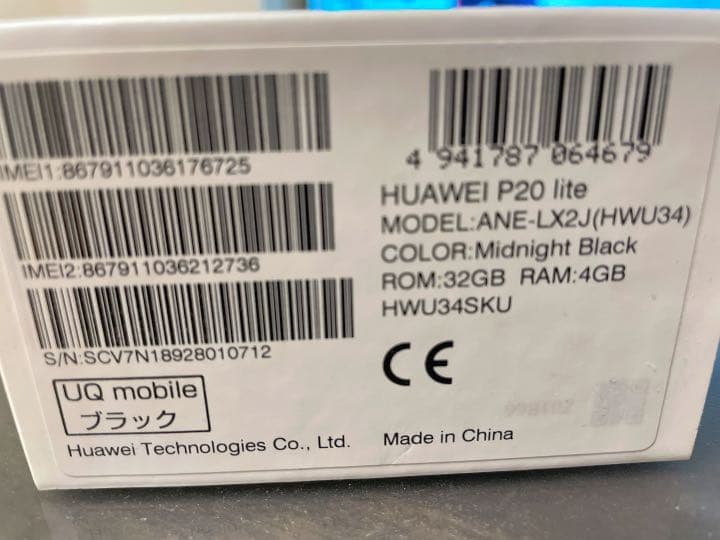 IMEI1:867911036176725
IMEI2:867911036212736
S/N:SCV7N18928010712
UQ mobile
ブラック
Huawei Technologies Co., Ltd.
4 941787 064679
HUAWEI P20 lite
MODEL:ANE-LX2J(HWU34)
COLOR:Midnight Black
ROM:32GB RAM:4GB
HWU34SKU
CE
Made in China